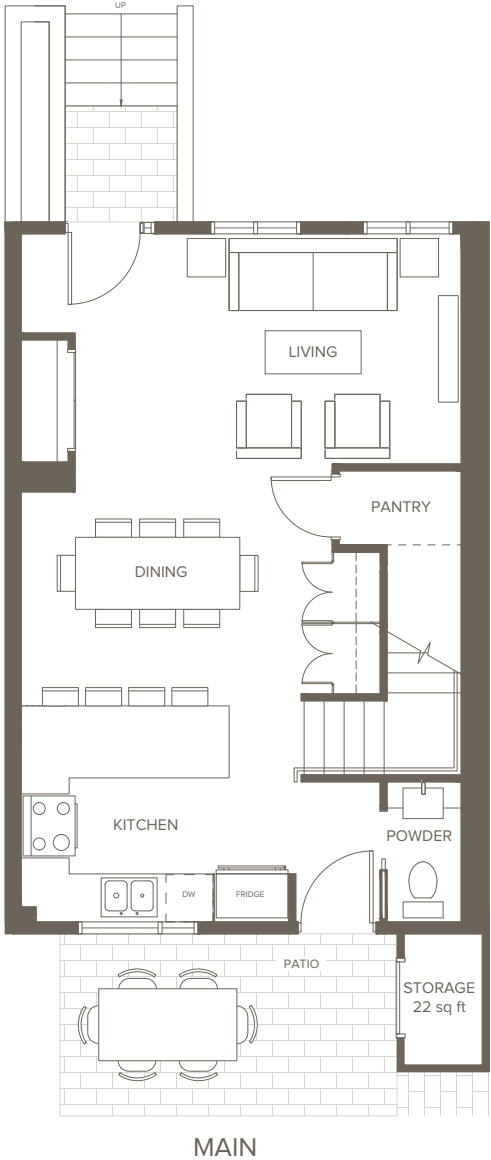 UP
LIVING
PANTRY
DINING
KITCHEN
POWDER
DW
FRIDGE
PATIO
STORAGE
22 sq ft
MAIN